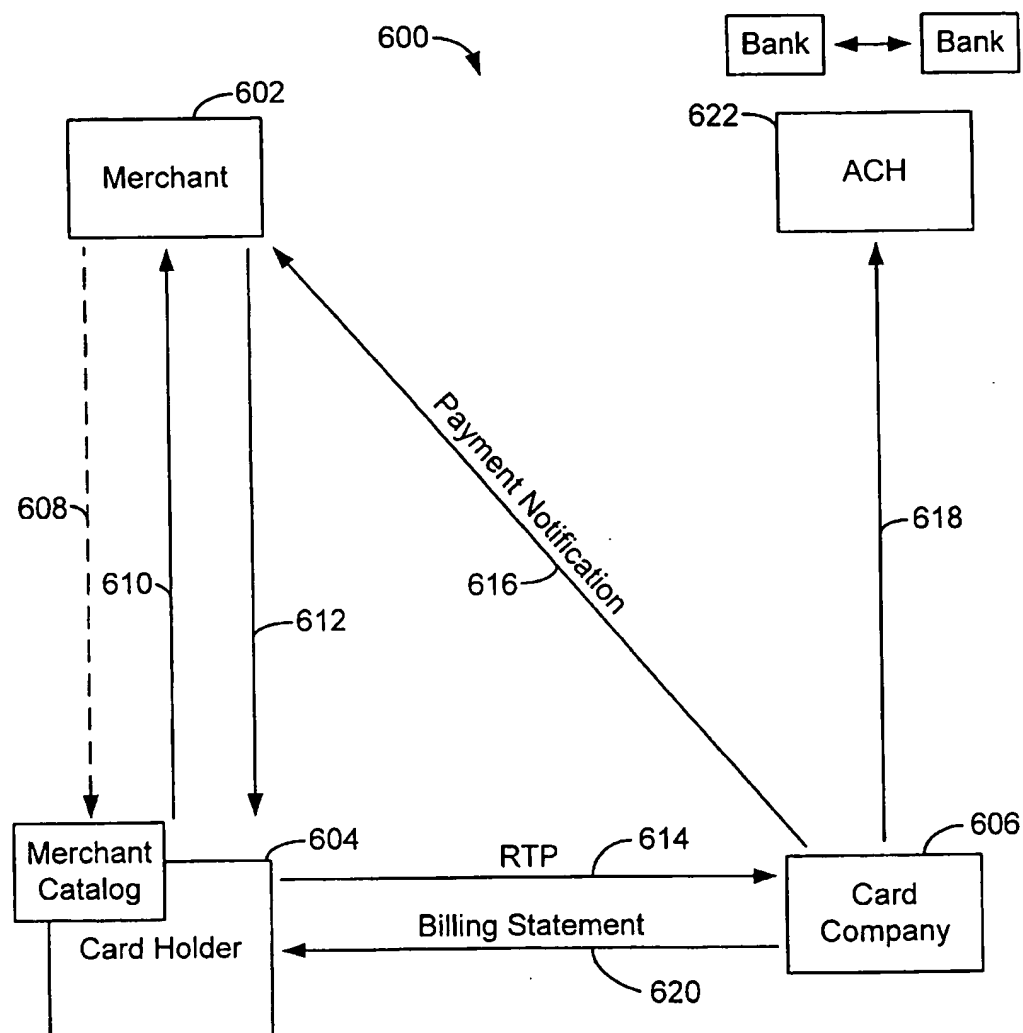 600
Bank
Bank
602
622
Merchant
ACH
608
610
612
Payment Notification
616
618
604
606
Merchant
Catalog
RTP
614
Card
Company
Card Holder
Billing Statement
620